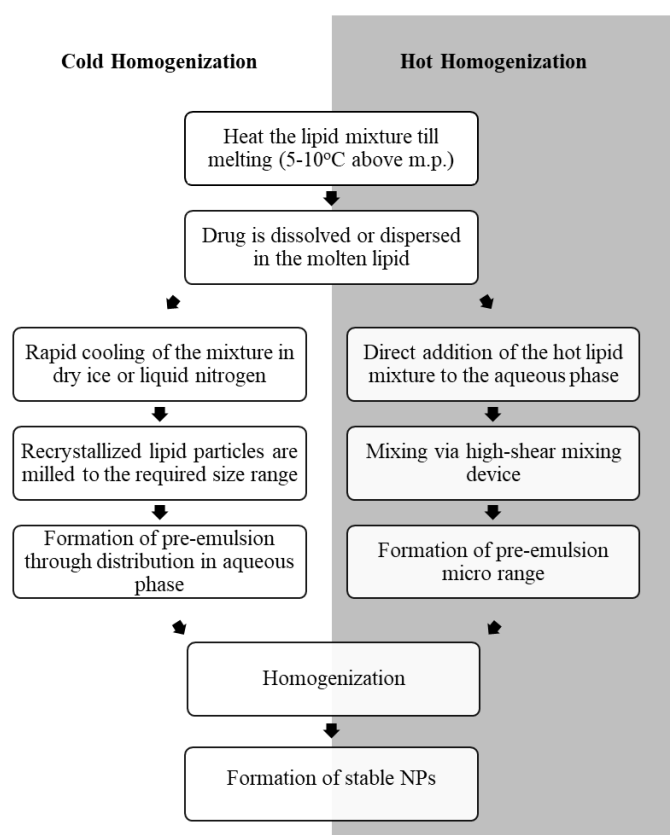 Cold Homogenization
Hot Homogenization
Heat the lipid mixture till
melting (5-10°C above m.p.)
Drug is dissolved or dispersed
in the molten lipid
Rapid cooling of the mixture in
dry ice or liquid nitrogen
Direct addition of the hot lipid
mixture to the aqueous phase
Recrystallized lipid particles are
milled to the required size range
Mixing via high-shear mixing
device
Formation of pre-emulsion
through distribution in aqueous
phase
Formation of pre-emulsion
micro range
Homogenization
Formation of stable NPs